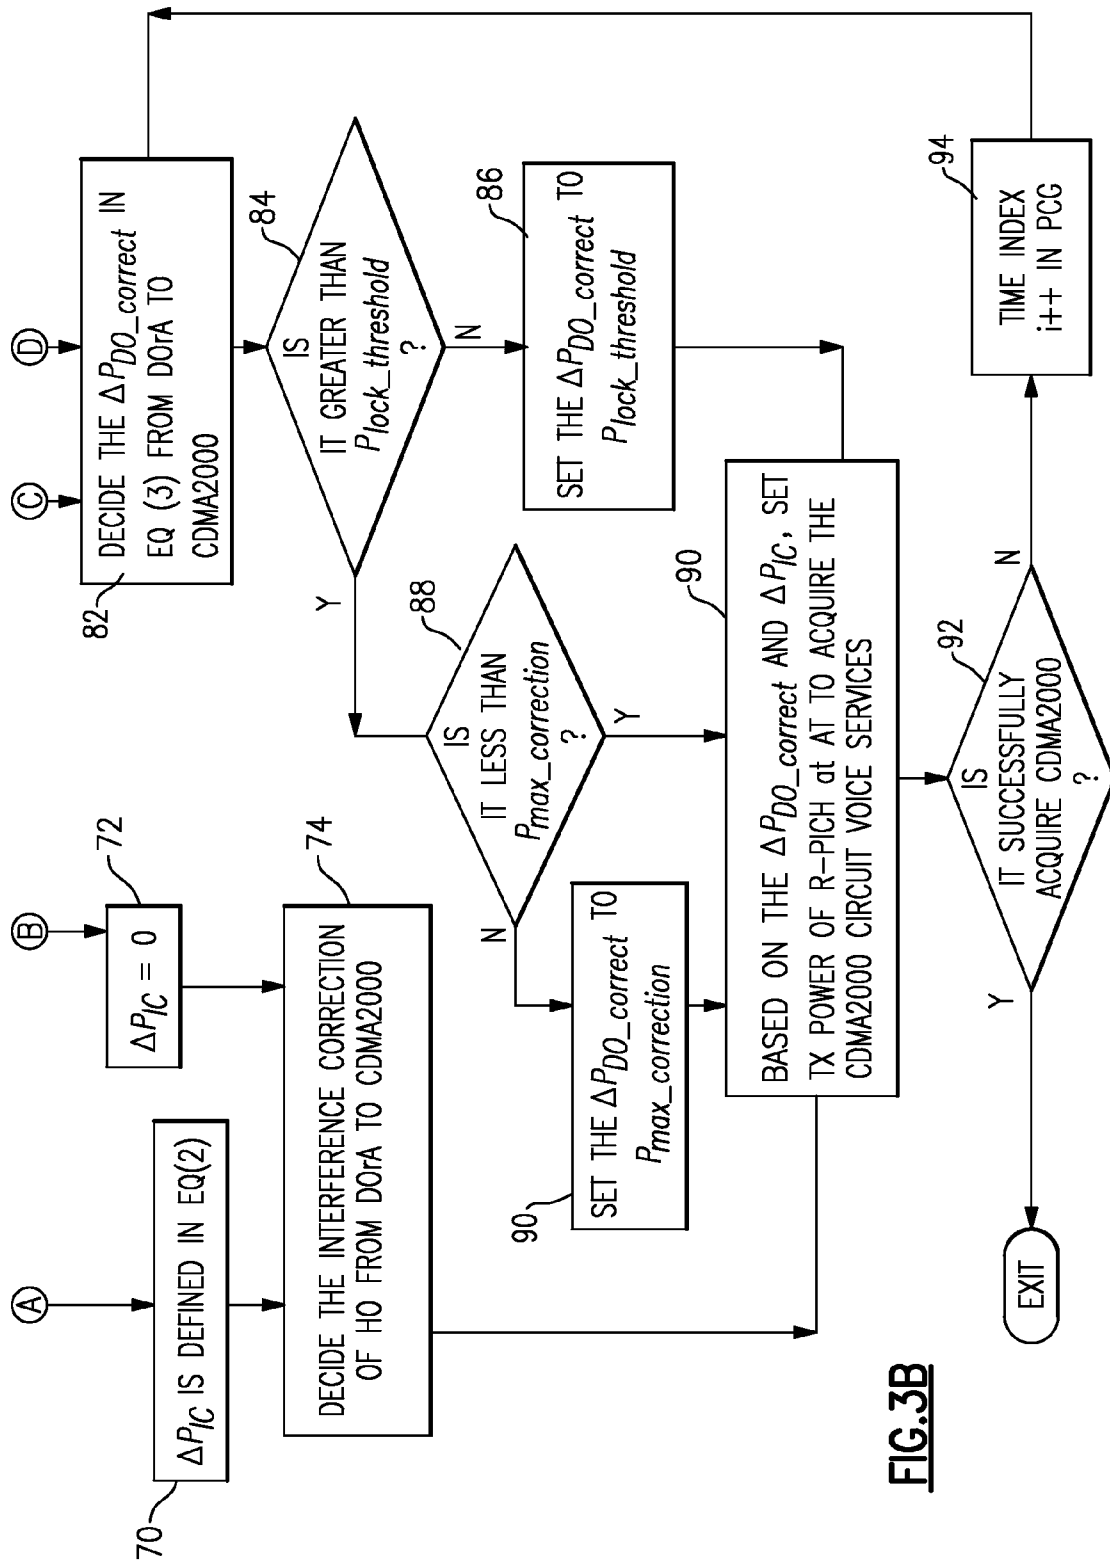 A
B
C
D
70
ΔP_IC IS DEFINED IN EQ(2)
72
ΔP_IC = 0
74
DECIDE THE INTERFERENCE CORRECTION
OF HO FROM DOrA TO CDMA2000
82
DECIDE THE ΔP_DO_correct IN
EQ (3) FROM DOrA TO
CDMA2000
84
IS
IT GREATER THAN
P_lock_threshold
?
Y
N
86
SET THE ΔP_DO_correct TO
P_lock_threshold
88
IS
IT LESS THAN
P_max_correction
?
N
Y
90
SET THE ΔP_DO_correct TO
P_max_correction
90
BASED ON THE ΔP_DO_correct AND ΔP_IC, SET
TX POWER OF R-PICH at AT TO ACQUIRE THE
CDMA2000 CIRCUIT VOICE SERVICES
92
IS
IT SUCCESSFULLY
ACQUIRE CDMA2000
?
Y
N
94
TIME INDEX
i++ IN PCG
EXIT
FIG.3B